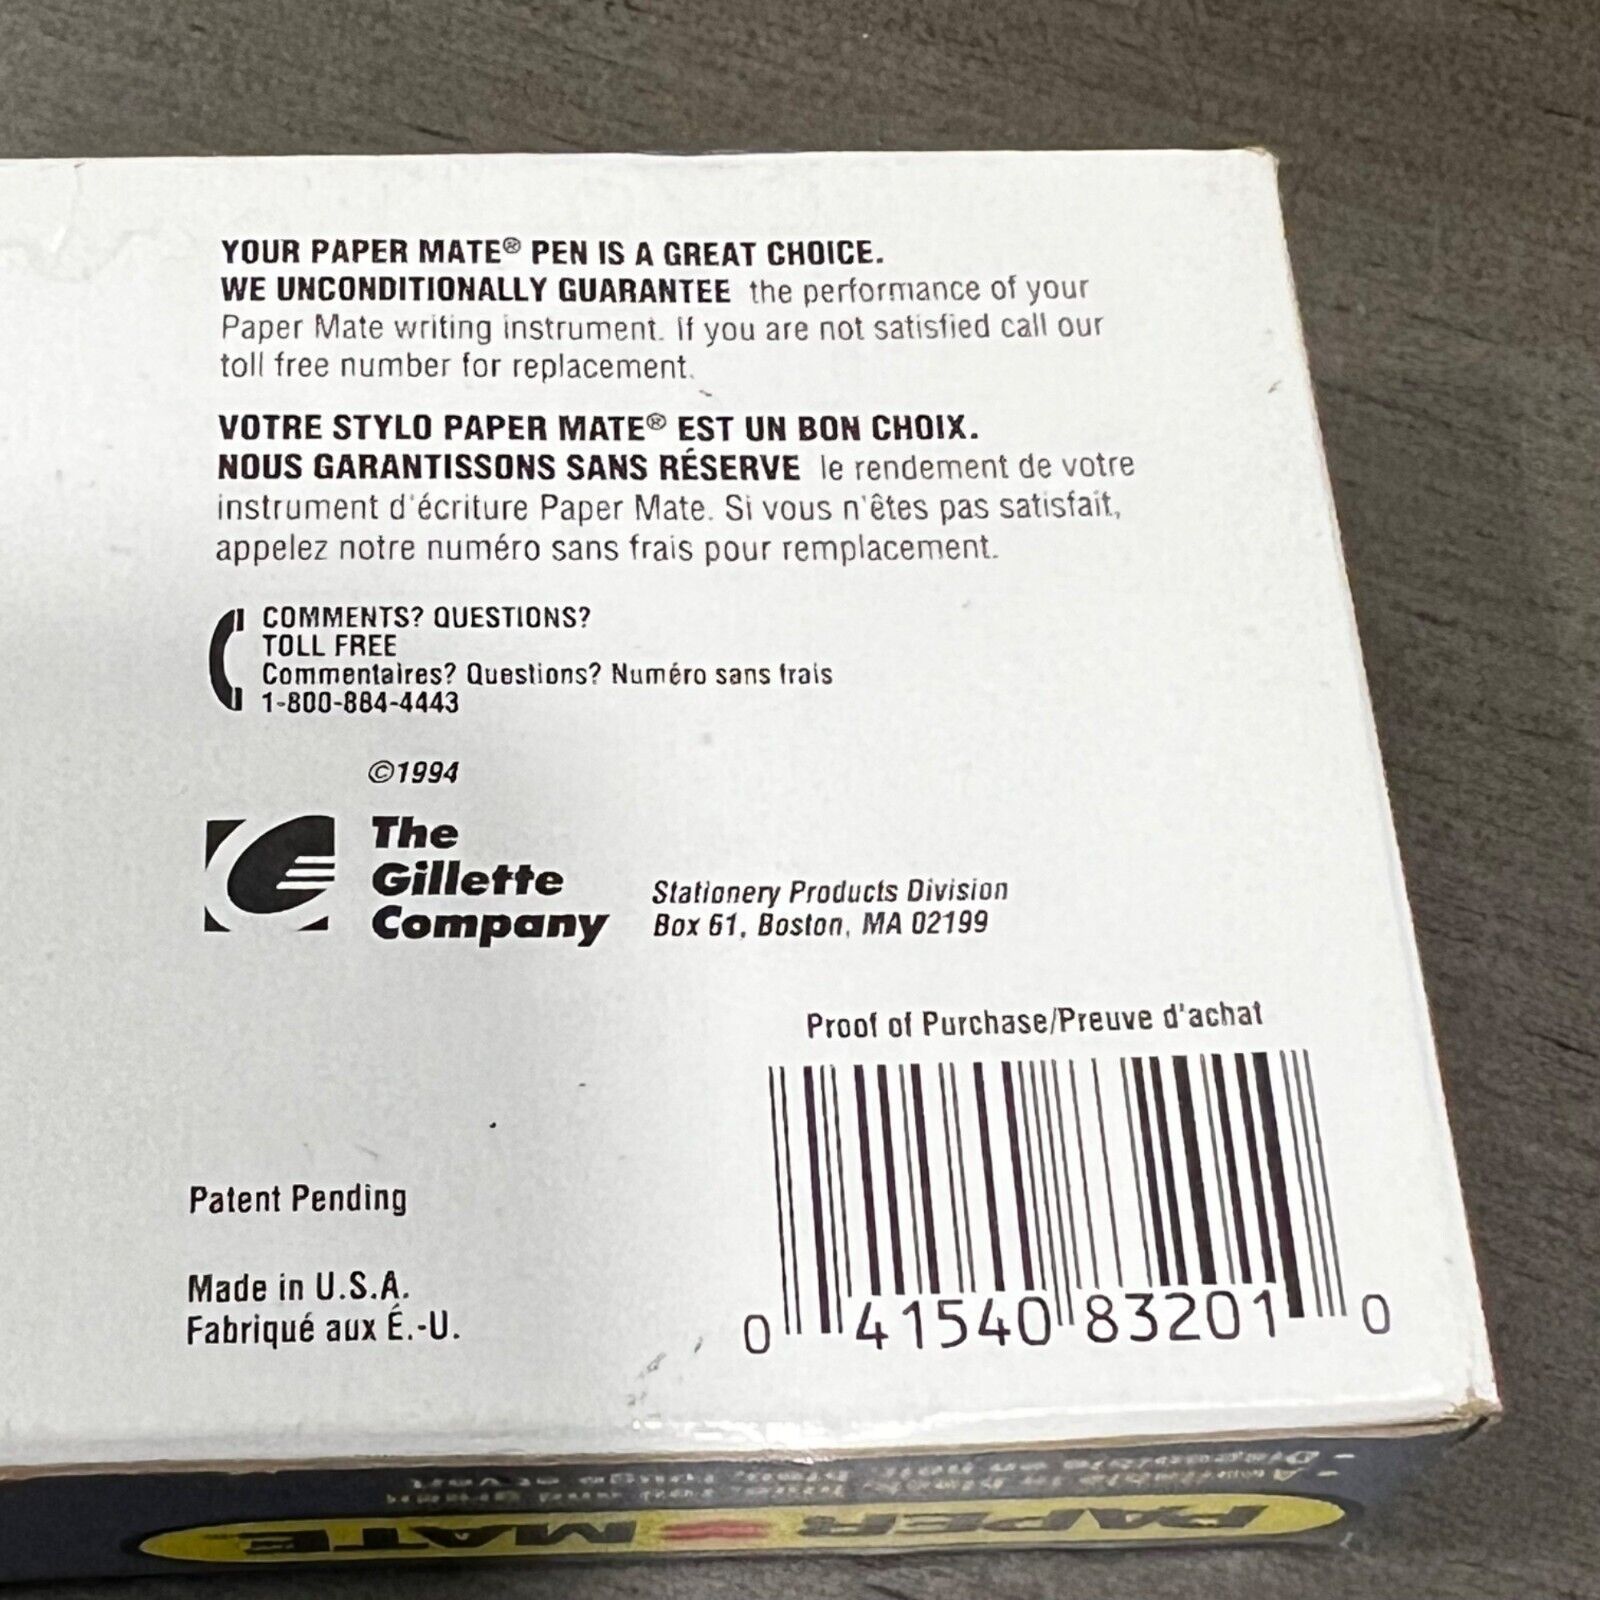 YOUR PAPER MATE® PEN IS A GREAT CHOICE.
WE UNCONDITIONALLY GUARANTEE the performance of your
Paper Mate writing instrument. If you are not satisfied call our
toll free number for replacement.
VOTRE STYLO PAPER MATE® EST UN BON CHOIX.
NOUS GARANTISSONS SANS RÉSERVE le rendement de votre
instrument d'écriture Paper Mate. Si vous n'êtes pas satisfait,
appelez notre numéro sans frais pour remplacement.
COMMENTS? QUESTIONS?
TOLL FREE
Commentaires? Questions? Numéro sans frais
1-800-884-4443
©1994
The
Gillette
Company
Stationery Products Division
Box 61, Boston, MA 02199
Proof of Purchase/Preuve d'achat
0 41540 83201 0
Patent Pending
Made in U.S.A.
Fabriqué aux É.-U.
PAPER MATE